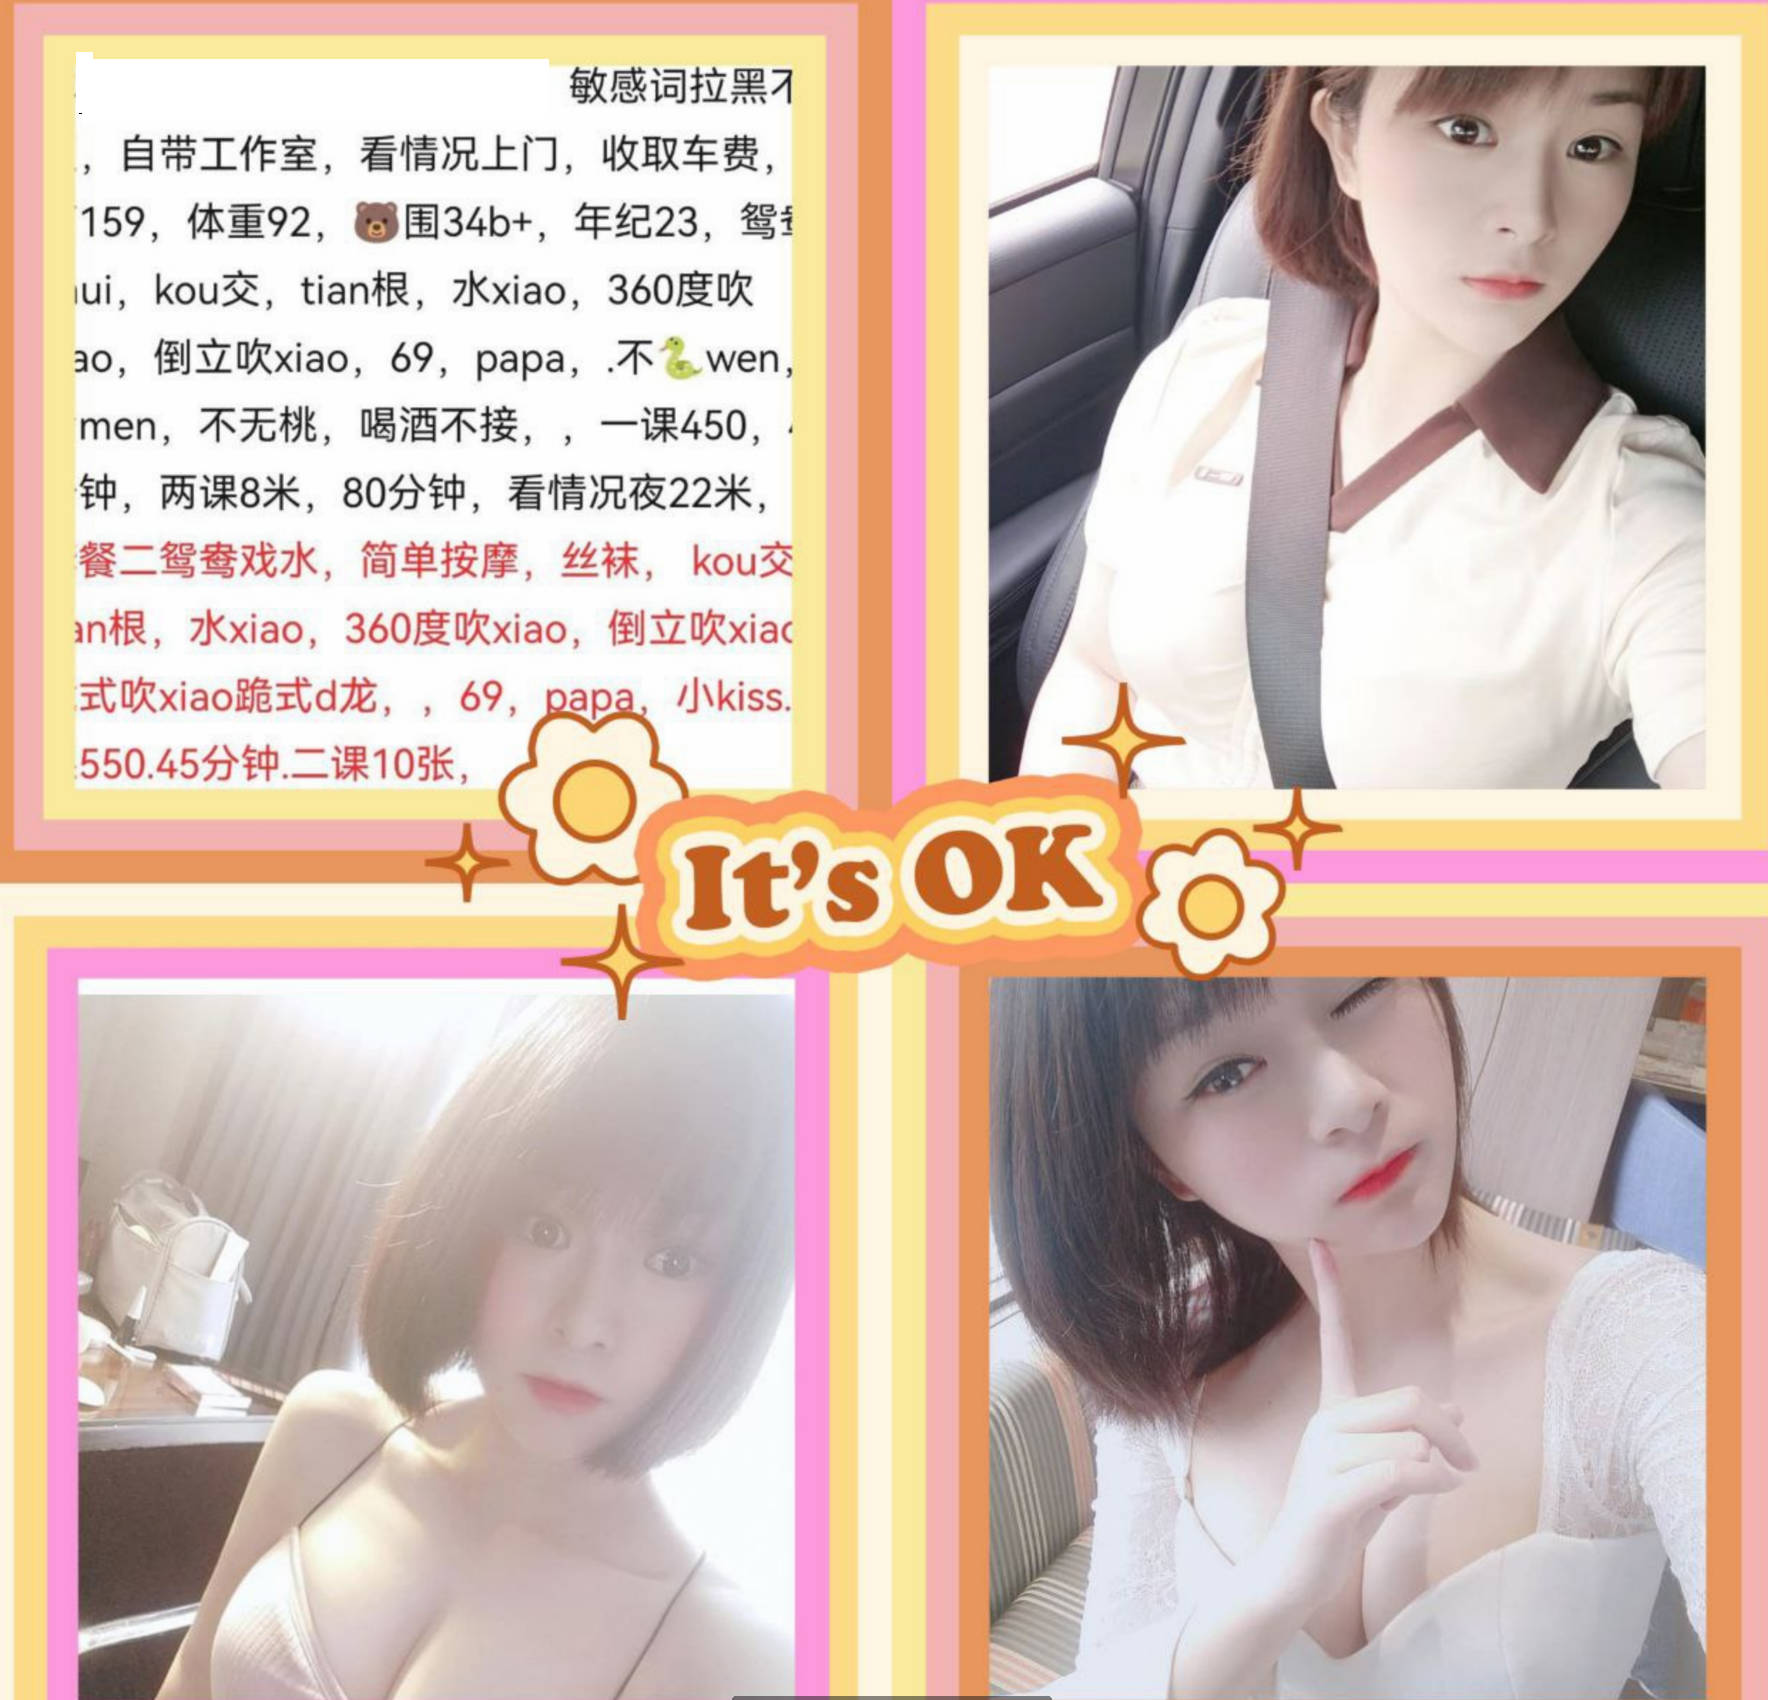 敏感词拉黑不
，自带工作室，看情况上门，收取车费，
159，体重92，🐻围34b+，年纪23，鸳鸯
ui，kou交，tian根，水xiao，360度吹
ao，倒立吹xiao，69，papa，.不🐍wen，
men，不无桃，喝酒不接，，一课450，
钟，两课8米，80分钟，看情况夜22米，
餐二鸳鸯戏水，简单按摩，丝袜， kou交
an根，水xiao，360度吹xiao，倒立吹xiao
式吹xiao跪式d龙，，69，papa，小kiss.
550.45分钟.二课10张，
It's OK